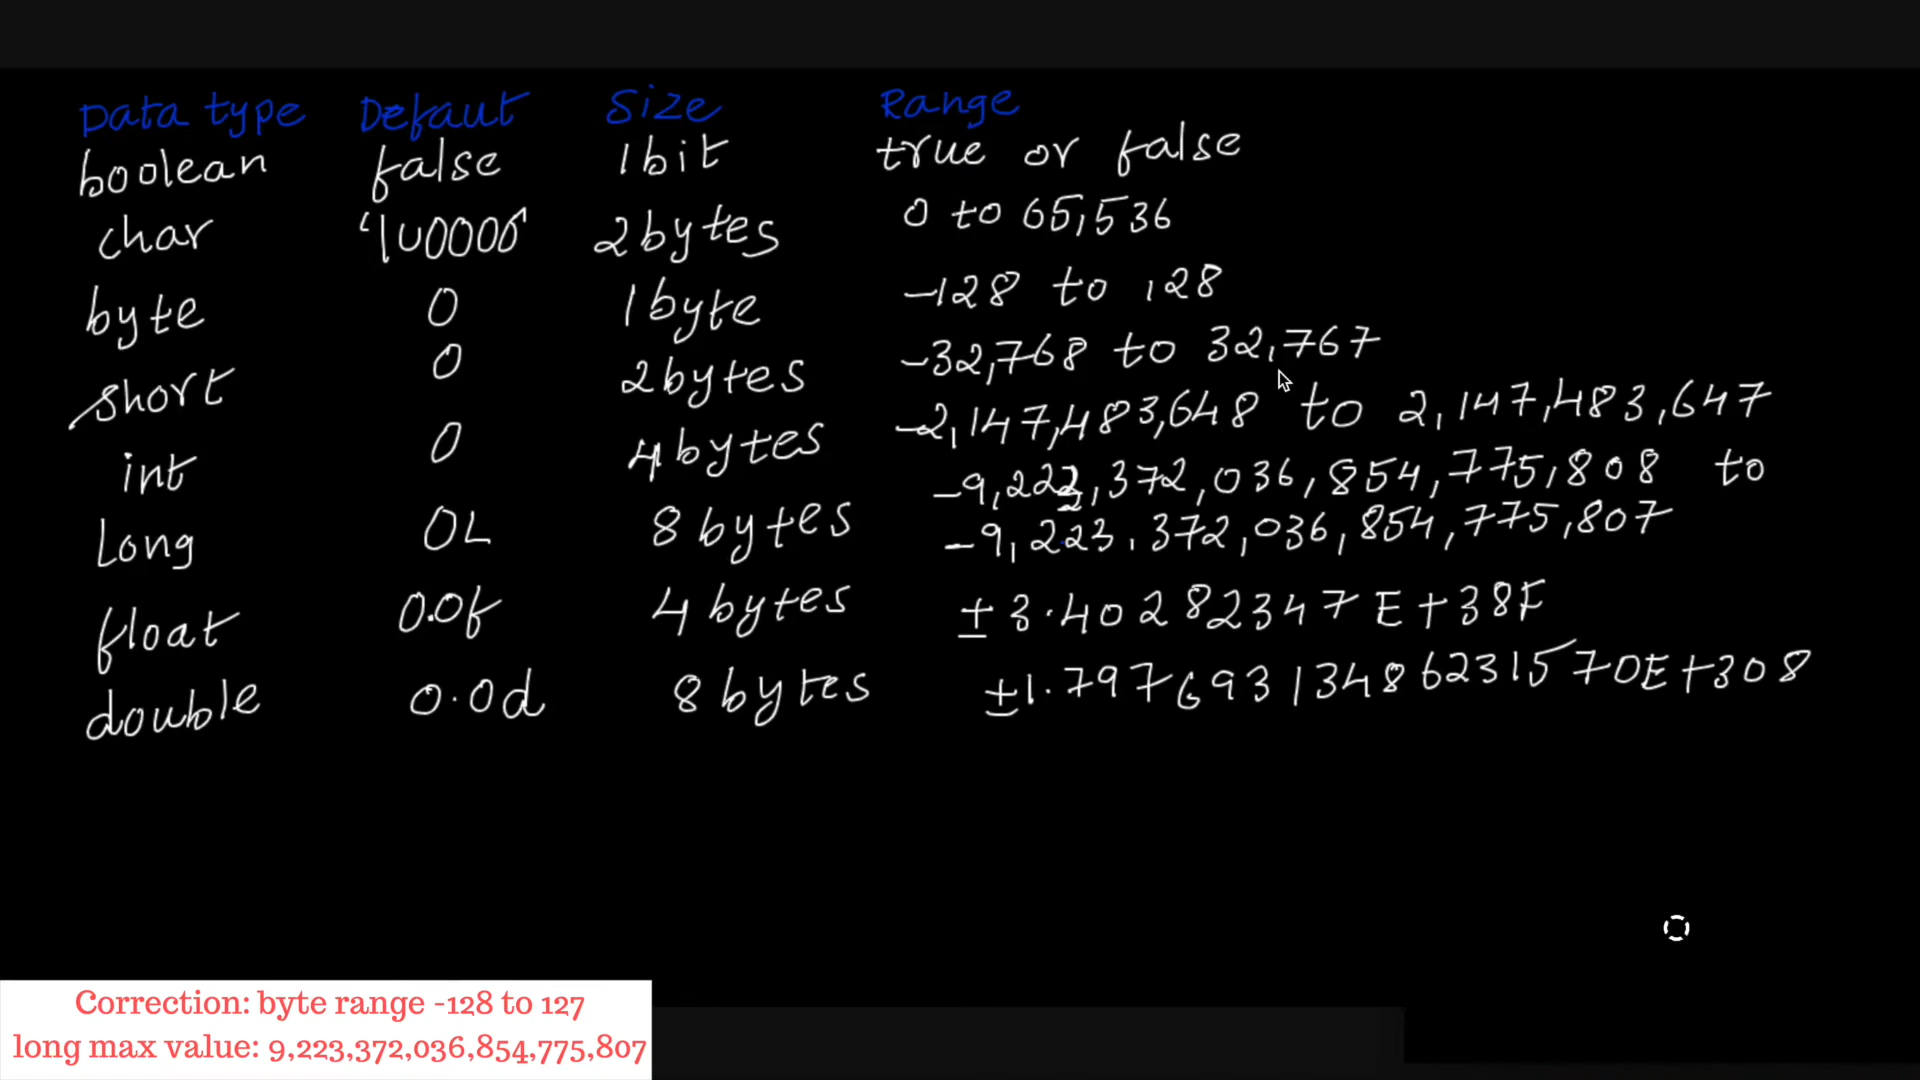 Data type Defaut Size Range
boolean false 1bit true or false
char '\u0000' 2bytes 0 to 65,536
byte 0 1byte -128 to 128
short 0 2bytes -32,768 to 32,767
int 0 4bytes -2,147,483,648 to 2,147,483,647
Long 0L 8 bytes -9,223,372,036,854,775,808 to
-9,223,372,036,854,775,807
float 0.0f 4 bytes ±3.40282347E+38F
double 0.0d 8 bytes ±1.79769313486231570E+308
Correction: byte range -128 to 127
long max value: 9,223,372,036,854,775,807